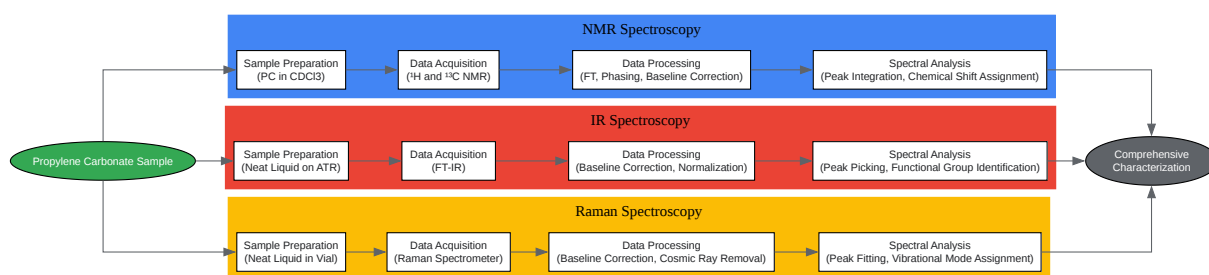 NMR Spectroscopy
Sample Preparation
(PC in CDCl3)
Data Acquisition
(¹H and ¹³C NMR)
Data Processing
(FT, Phasing, Baseline Correction)
Spectral Analysis
(Peak Integration, Chemical Shift Assignment)
IR Spectroscopy
Propylene Carbonate Sample
Sample Preparation
(Neat Liquid on ATR)
Data Acquisition
(FT-IR)
Data Processing
(Baseline Correction, Normalization)
Spectral Analysis
(Peak Picking, Functional Group Identification)
Comprehensive
Characterization
Raman Spectroscopy
Sample Preparation
(Neat Liquid in Vial)
Data Acquisition
(Raman Spectrometer)
Data Processing
(Baseline Correction, Cosmic Ray Removal)
Spectral Analysis
(Peak Fitting, Vibrational Mode Assignment)